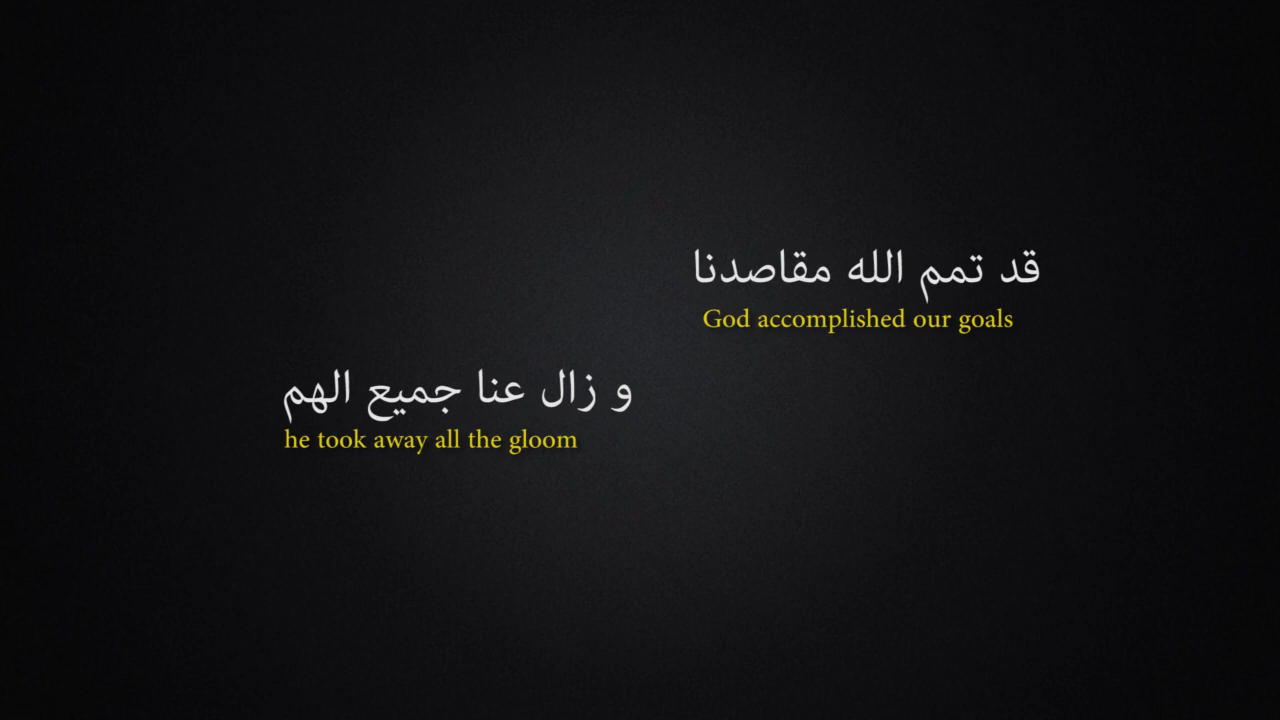 قد تمم الله مقاصدنا
God accomplished our goals
و زال عنا جميع الهم
he took away all the gloom